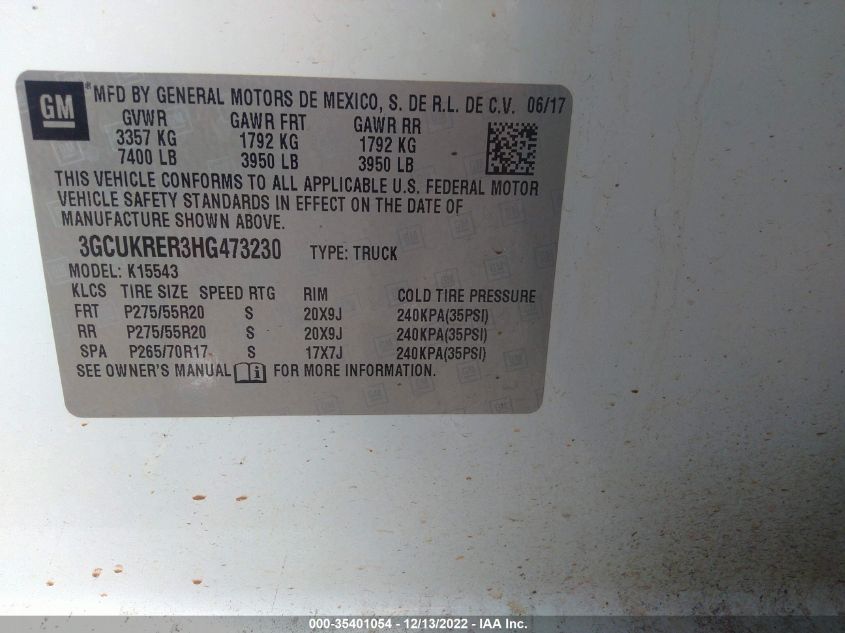 GM ® MFD BY GENERAL MOTORS DE MEXICO, S. DE R.L. DE C.V. 06/17
GVWR GAWR FRT GAWR RR
3357 KG 1792 KG 1792 KG
7400 LB 3950 LB 3950 LB
THIS VEHICLE CONFORMS TO ALL APPLICABLE U.S. FEDERAL MOTOR
VEHICLE SAFETY STANDARDS IN EFFECT ON THE DATE OF
MANUFACTURE SHOWN ABOVE.
3GCUKRER3HG473230 TYPE: TRUCK
MODEL: K15543
KLCS TIRE SIZE SPEED RTG RIM COLD TIRE PRESSURE
FRT P275/55R20 S 20X9J 240KPA(35PSI)
RR P275/55R20 S 20X9J 240KPA(35PSI)
SPA P265/70R17 S 17X7J 240KPA(35PSI)
SEE OWNER'S MANUAL i FOR MORE INFORMATION.
000-35401054 - 12/13/2022 - IAA Inc.